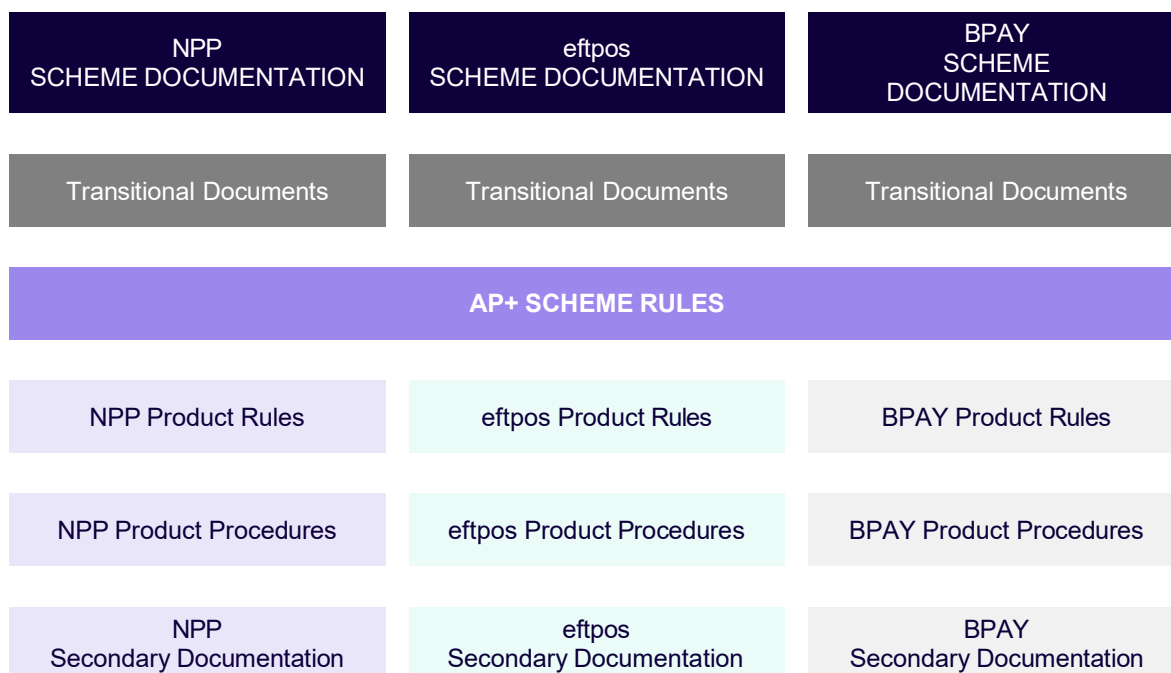 NPP
SCHEME DOCUMENTATION
eftpos
SCHEME DOCUMENTATION
BPAY
SCHEME
DOCUMENTATION
Transitional Documents
Transitional Documents
Transitional Documents
AP+ SCHEME RULES
NPP Product Rules
eftpos Product Rules
BPAY Product Rules
NPP Product Procedures
eftpos Product Procedures
BPAY Product Procedures
NPP
Secondary Documentation
eftpos
Secondary Documentation
BPAY
Secondary Documentation